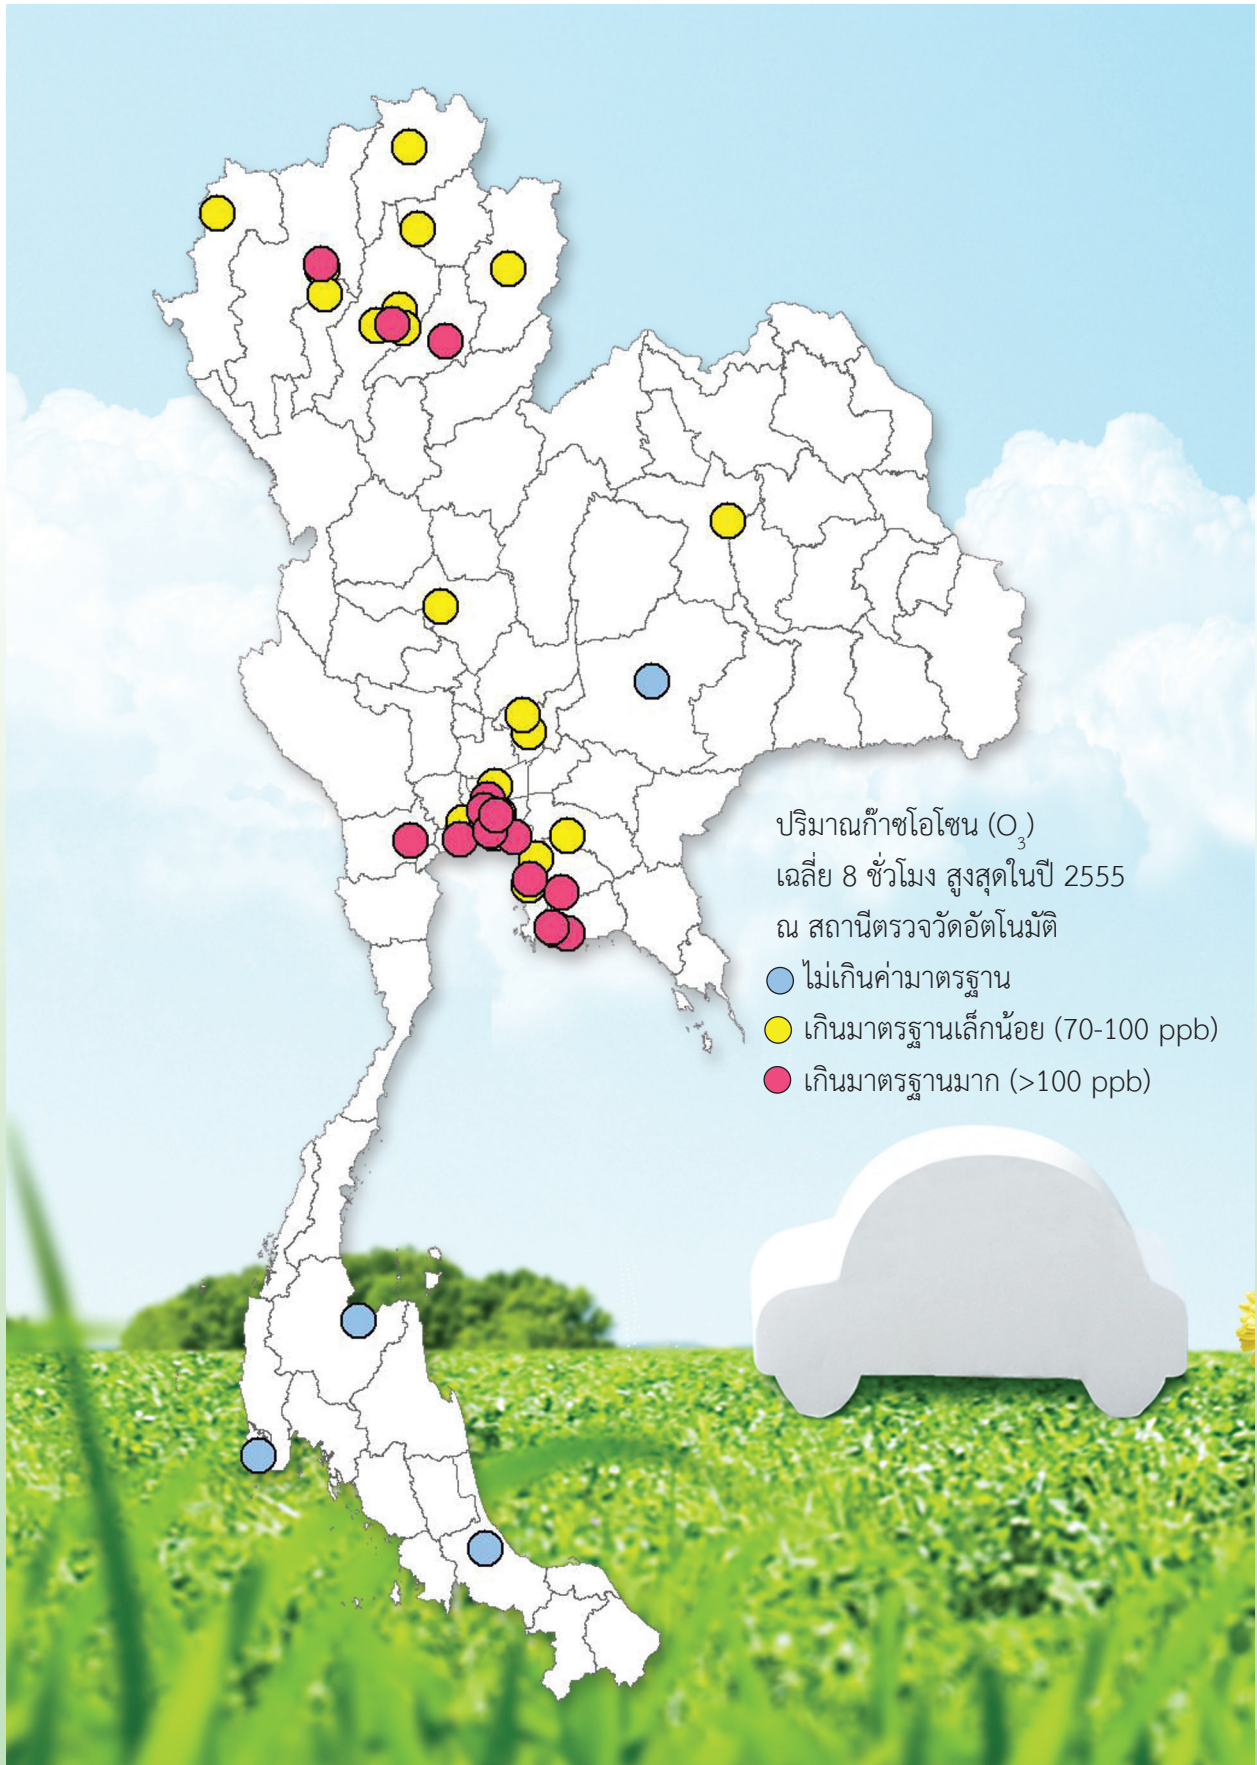 ปริมาณก๊าซโอโซน (O₃)
เฉลี่ย 8 ชั่วโมง สูงสุดในปี 2555
ณ สถานีตรวจวัดอัตโนมัติ
ไม่เกินค่ามาตรฐาน
เกินมาตรฐานเล็กน้อย (70-100 ppb)
เกินมาตรฐานมาก (>100 ppb)